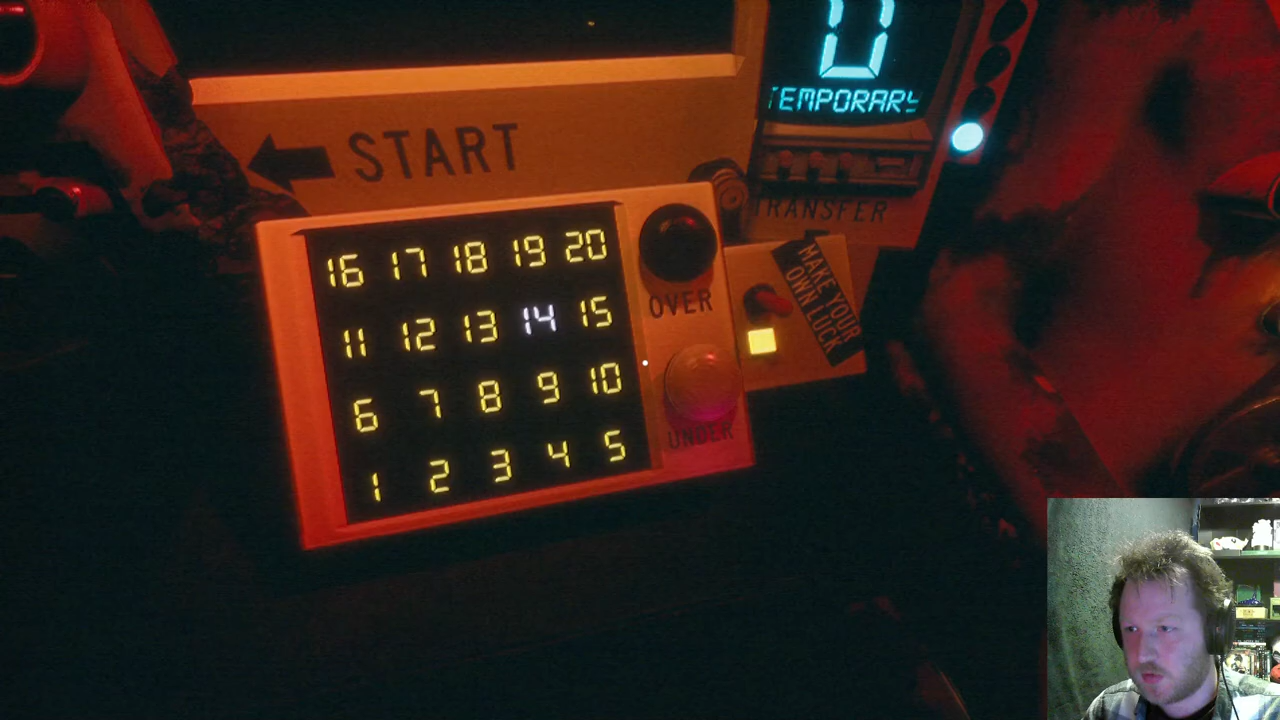 0
TEMPORARY
START
TRANSFER
16 17 18 19 20
11 12 13 14 15
6 7 8 9 10
1 2 3 4 5
OVER
UNDER
MAKE YOUR
OWN LUCK